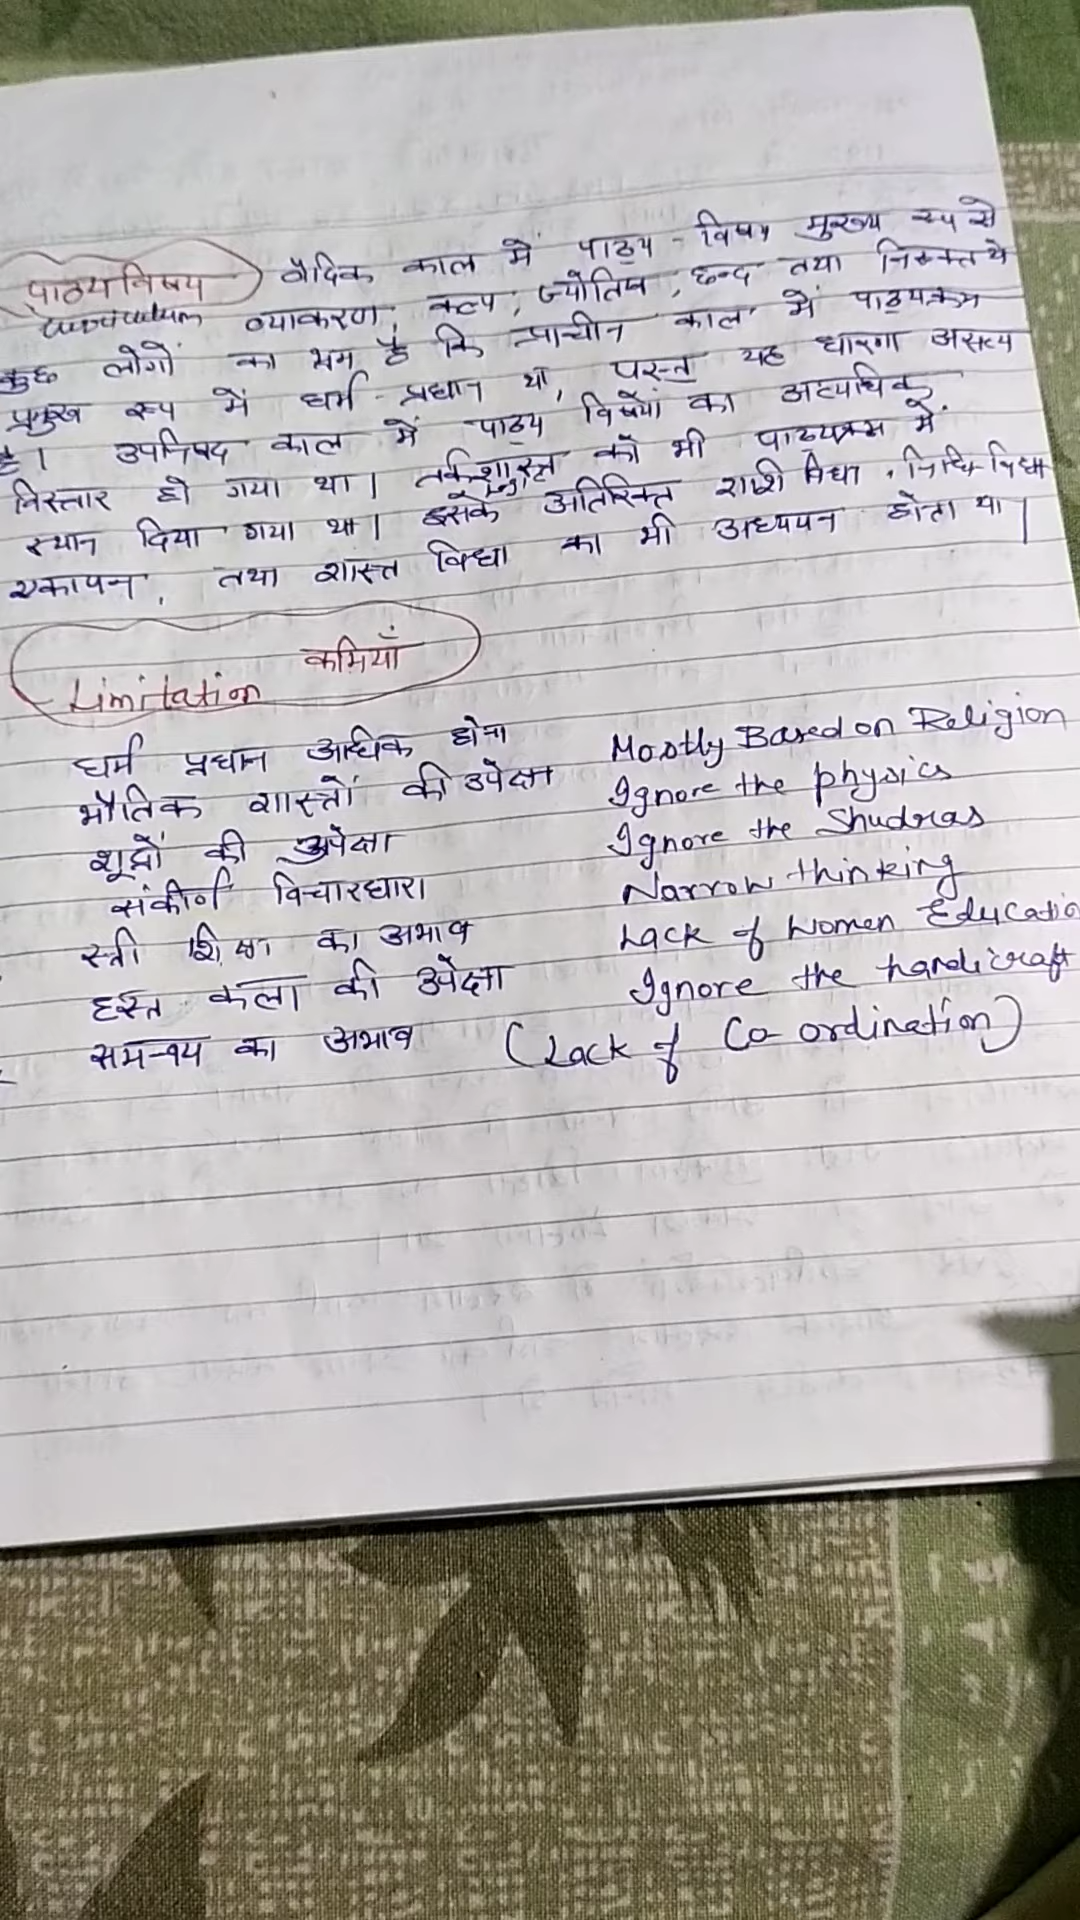 पाठ्य विषय वैदिक काल में पाठ्य - विषय मुख्य रूप से
Curriculum व्याकरण, कल्प, ज्योतिष, छन्द तथा निरुक्त थे
कुछ लोगों का भ्रम है कि प्राचीन काल में पाठ्यक्रम
प्रमुख रूप में धर्म - प्रधान था, परन्तु यह धारणा असत्य
है। उपनिषद काल में पाठ्य विषयों का अत्यधिक
विस्तार हो गया था। तर्कशास्त्र को भी पाठ्यक्रम में
स्थान दिया गया था। इसके अतिरिक्त राशी विधा, निधि विधा
एकापन, तथा शास्त्र विधा का भी अध्ययन होता था।
कमियाँ
Limitation
धर्म प्रधान अधिक होना Mostly Based on Religion
भौतिक शास्त्रों की उपेक्षा Ignore the physics
शूद्रों की उपेक्षा Ignore the Shudras
संकीर्ण विचारधारा Narrow thinking
स्त्री शिक्षा का अभाव Lack of Women Educatio
हस्त कला की उपेक्षा Ignore the handicraft
समन्वय का अभाव (Lack of Co-ordination)